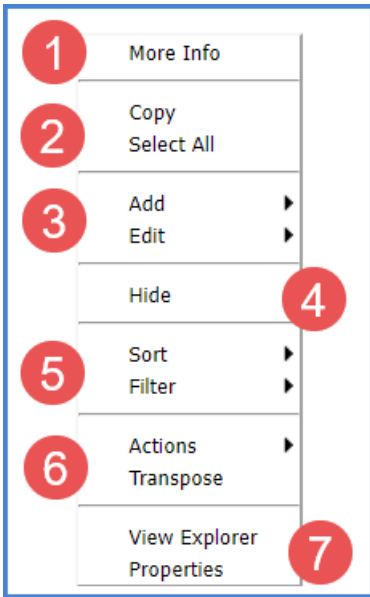 1 More Info
Copy
2 Select All
3 Add
Edit
Hide 4
Sort
5 Filter
Actions
6 Transpose
View Explorer
7 Properties